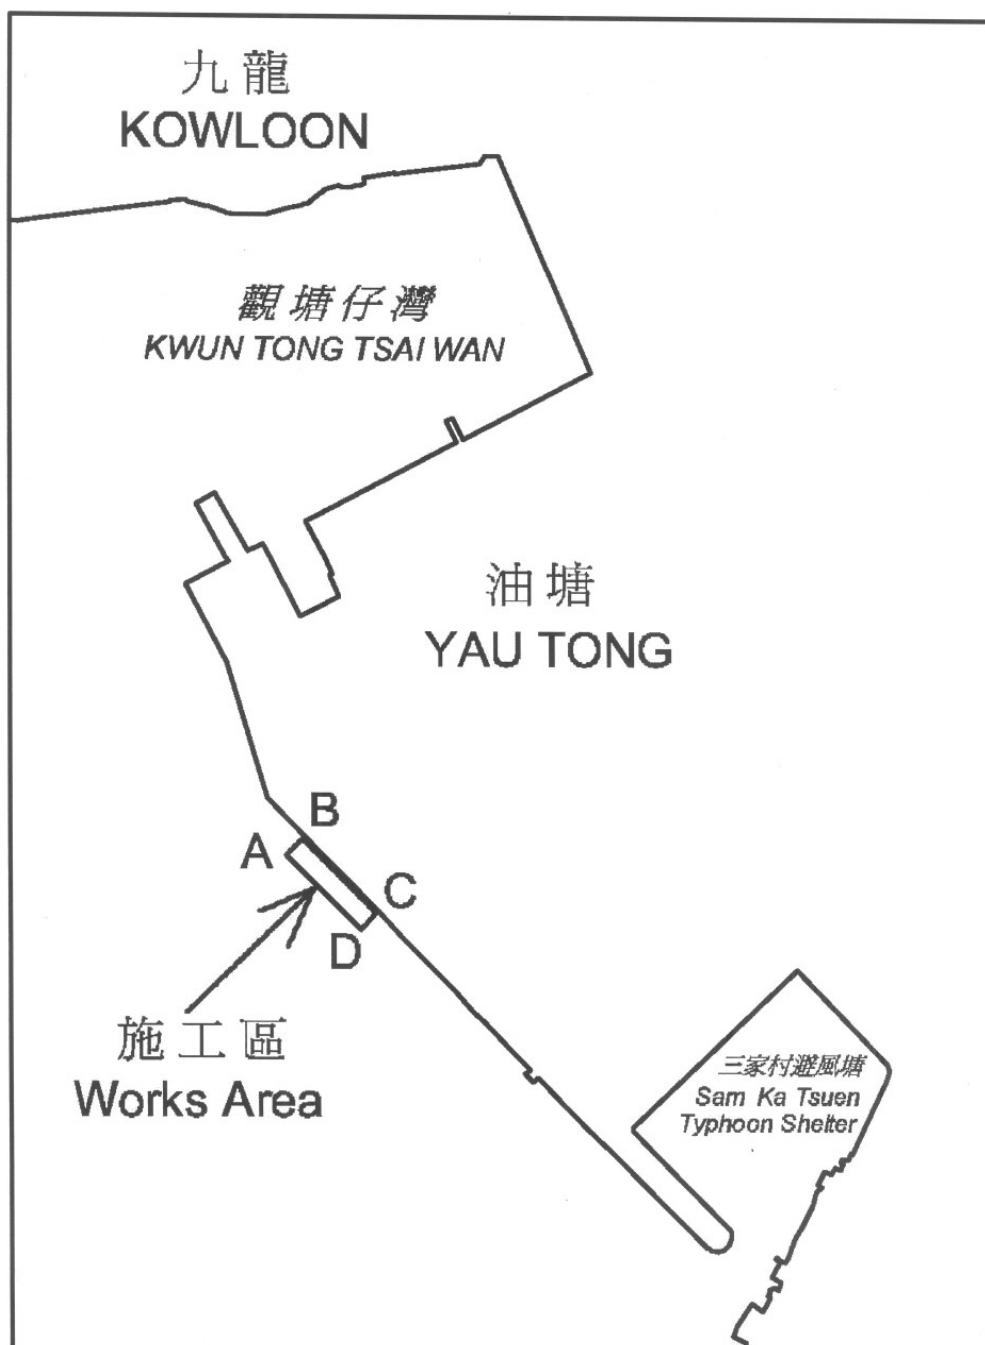 九龍
KOWLOON
觀塘仔灣
KWUN TONG TSAI WAN
油塘
YAU TONG
B
A
C
D
施工區
Works Area
三家村避風塘
Sam Ka Tsuen
Typhoon Shelter